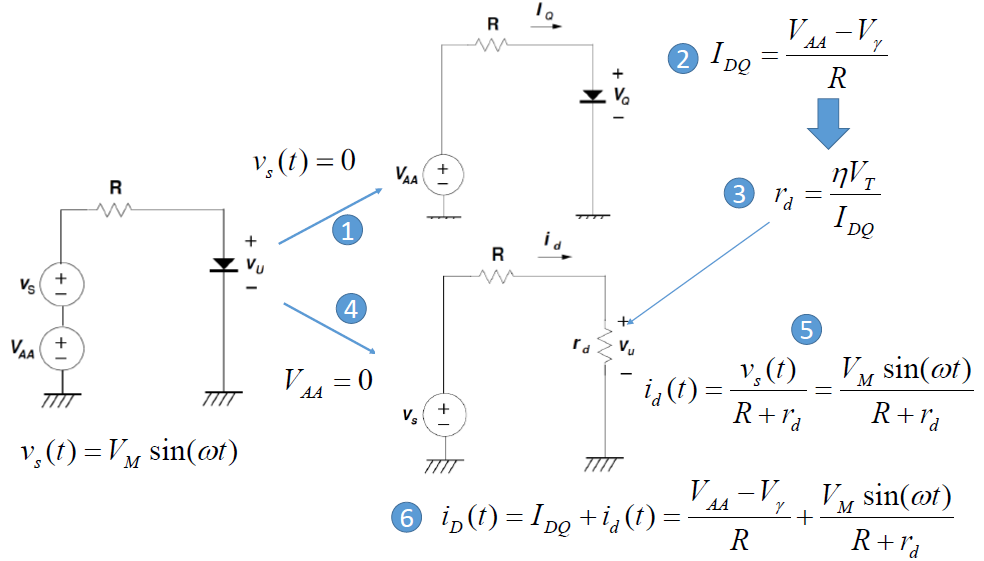 R
v_S
+
−
V_AA
+
−
+
v_U
−
v_s(t) = V_M sin(ωt)
v_s(t) = 0
1
4
V_AA = 0
R
I_Q
V_AA
+
−
+
V_Q
−
2 I_DQ = (V_AA − V_γ) / R
3 r_d = ηV_T / I_DQ
R
i_d
v_s
+
−
r_d
+
v_u
−
5
i_d(t) = v_s(t) / (R + r_d) = V_M sin(ωt) / (R + r_d)
6 i_D(t) = I_DQ + i_d(t) = (V_AA − V_γ) / R + V_M sin(ωt) / (R + r_d)